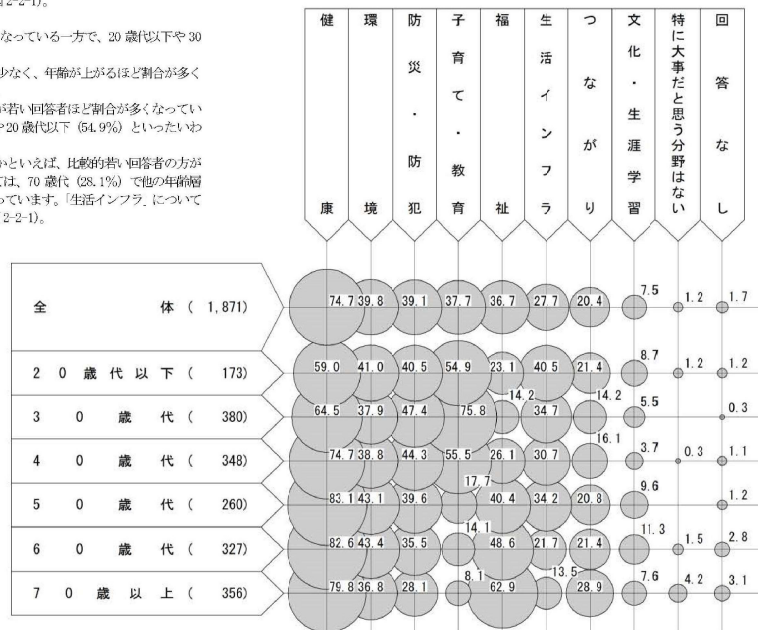 2-2-1)。
なっている一方で、20 歳代以下や 30
少なく、年齢が上がるほど割合が多く
が若い回答者ほど割合が多くなってい
や20 歳代以下（54.9％）といったいわ
かといえば、比較的若い回答者の方が
ては、70 歳代（28.1％）で他の年齢層
っています。「生活インフラ」について
2-2-1)。
健康
環境
防災・防犯
子育て・教育
福祉
生活インフラ
つながり
文化・生涯学習
特に大事だと思う分野はない
回答なし
全体 ( 1,871)
74.7 39.8 39.1 37.7 36.7 27.7 20.4 7.5 1.2 1.7
20歳代以下 ( 173)
59.0 41.0 40.5 54.9 23.1 40.5 21.4 8.7 1.2 1.2
30歳代 ( 380)
64.5 37.9 47.4 75.8 14.2 34.7 14.2 5.5 0.3
40歳代 ( 348)
74.7 38.8 44.3 55.5 26.1 30.7 16.1 3.7 0.3 1.1
50歳代 ( 260)
83.1 43.1 39.6 17.7 40.4 34.2 20.8 9.6 1.2
60歳代 ( 327)
82.6 43.4 35.5 14.1 48.6 21.7 21.4 11.3 1.5 2.8
70歳以上 ( 356)
79.8 36.8 28.1 8.1 62.9 13.5 28.9 7.6 4.2 3.1